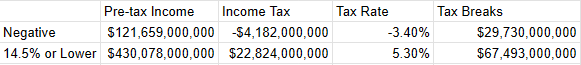 Pre-tax Income Income Tax Tax Rate Tax Breaks
Negative $121,659,000,000 -$4,182,000,000 -3.40% $29,730,000,000
14.5% or Lower $430,078,000,000 $22,824,000,000 5.30% $67,493,000,000